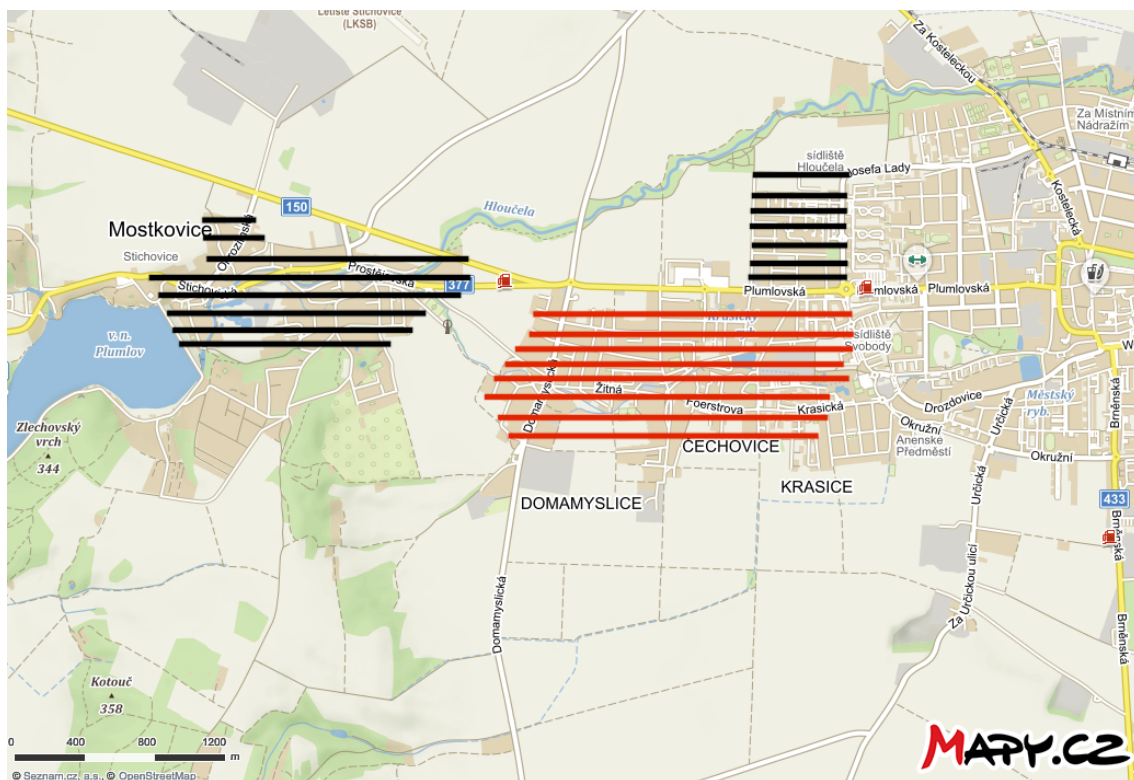 Letiště Stichovice
(LKSB)
Za Kosteleckou
Za Místním
Nádražím
sídliště
Hloučela
Josefa Lady
Kostelecká
150
Hloučela
Mostkovice
Stichovice
Prostějovská
377
Plumlovská
Plumlovská
v. n.
Plumlov
sídliště
Svobody
Domamyslická
Žitná
Foerstrova
Krasická
Drozdovice
Městský
ryb.
Brněnská
Určická
Okružní
Anenské
Předměstí
Okružní
Zlechovský
vrch
344
ČECHOVICE
KRASICE
DOMAMYSLICE
Určická
433
Brněnská
Za Určickou ulicí
Domamyslická
Brněnská
Kotouč
358
0 400 800 1200 m
MAPY.CZ
© Seznam.cz, a.s., © OpenStreetMap